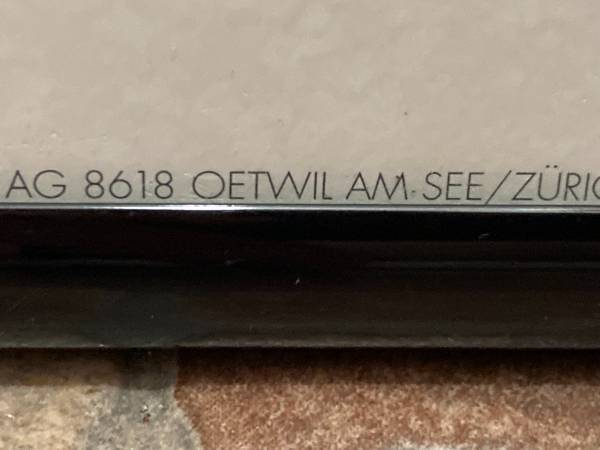 AG 8618 OETWIL AM SEE/ZÜRIC